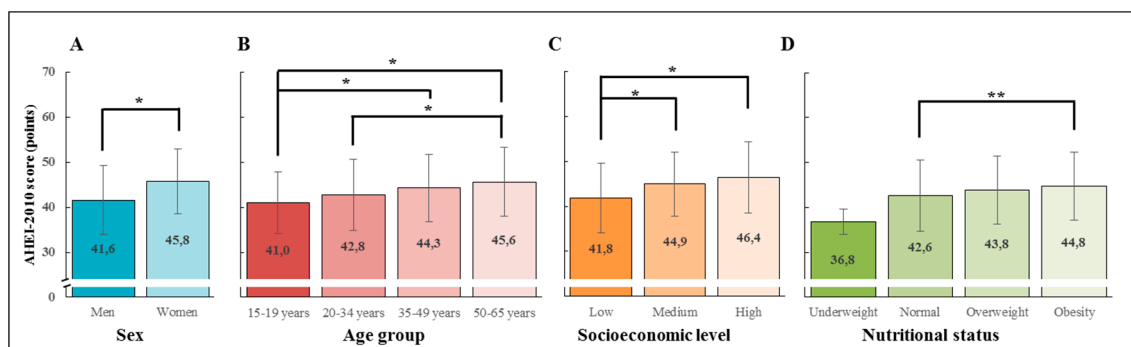 A
B
C
D
AHEI-2010 score (points)
70
60
50
40
30
0
*
*
*
*
*
*
**
41,6
45,8
41,0
42,8
44,3
45,6
41,8
44,9
46,4
36,8
42,6
43,8
44,8
Men Women
15-19 years 20-34 years 35-49 years 50-65 years
Low Medium High
Underweight Normal Overweight Obesity
Sex
Age group
Socioeconomic level
Nutritional status